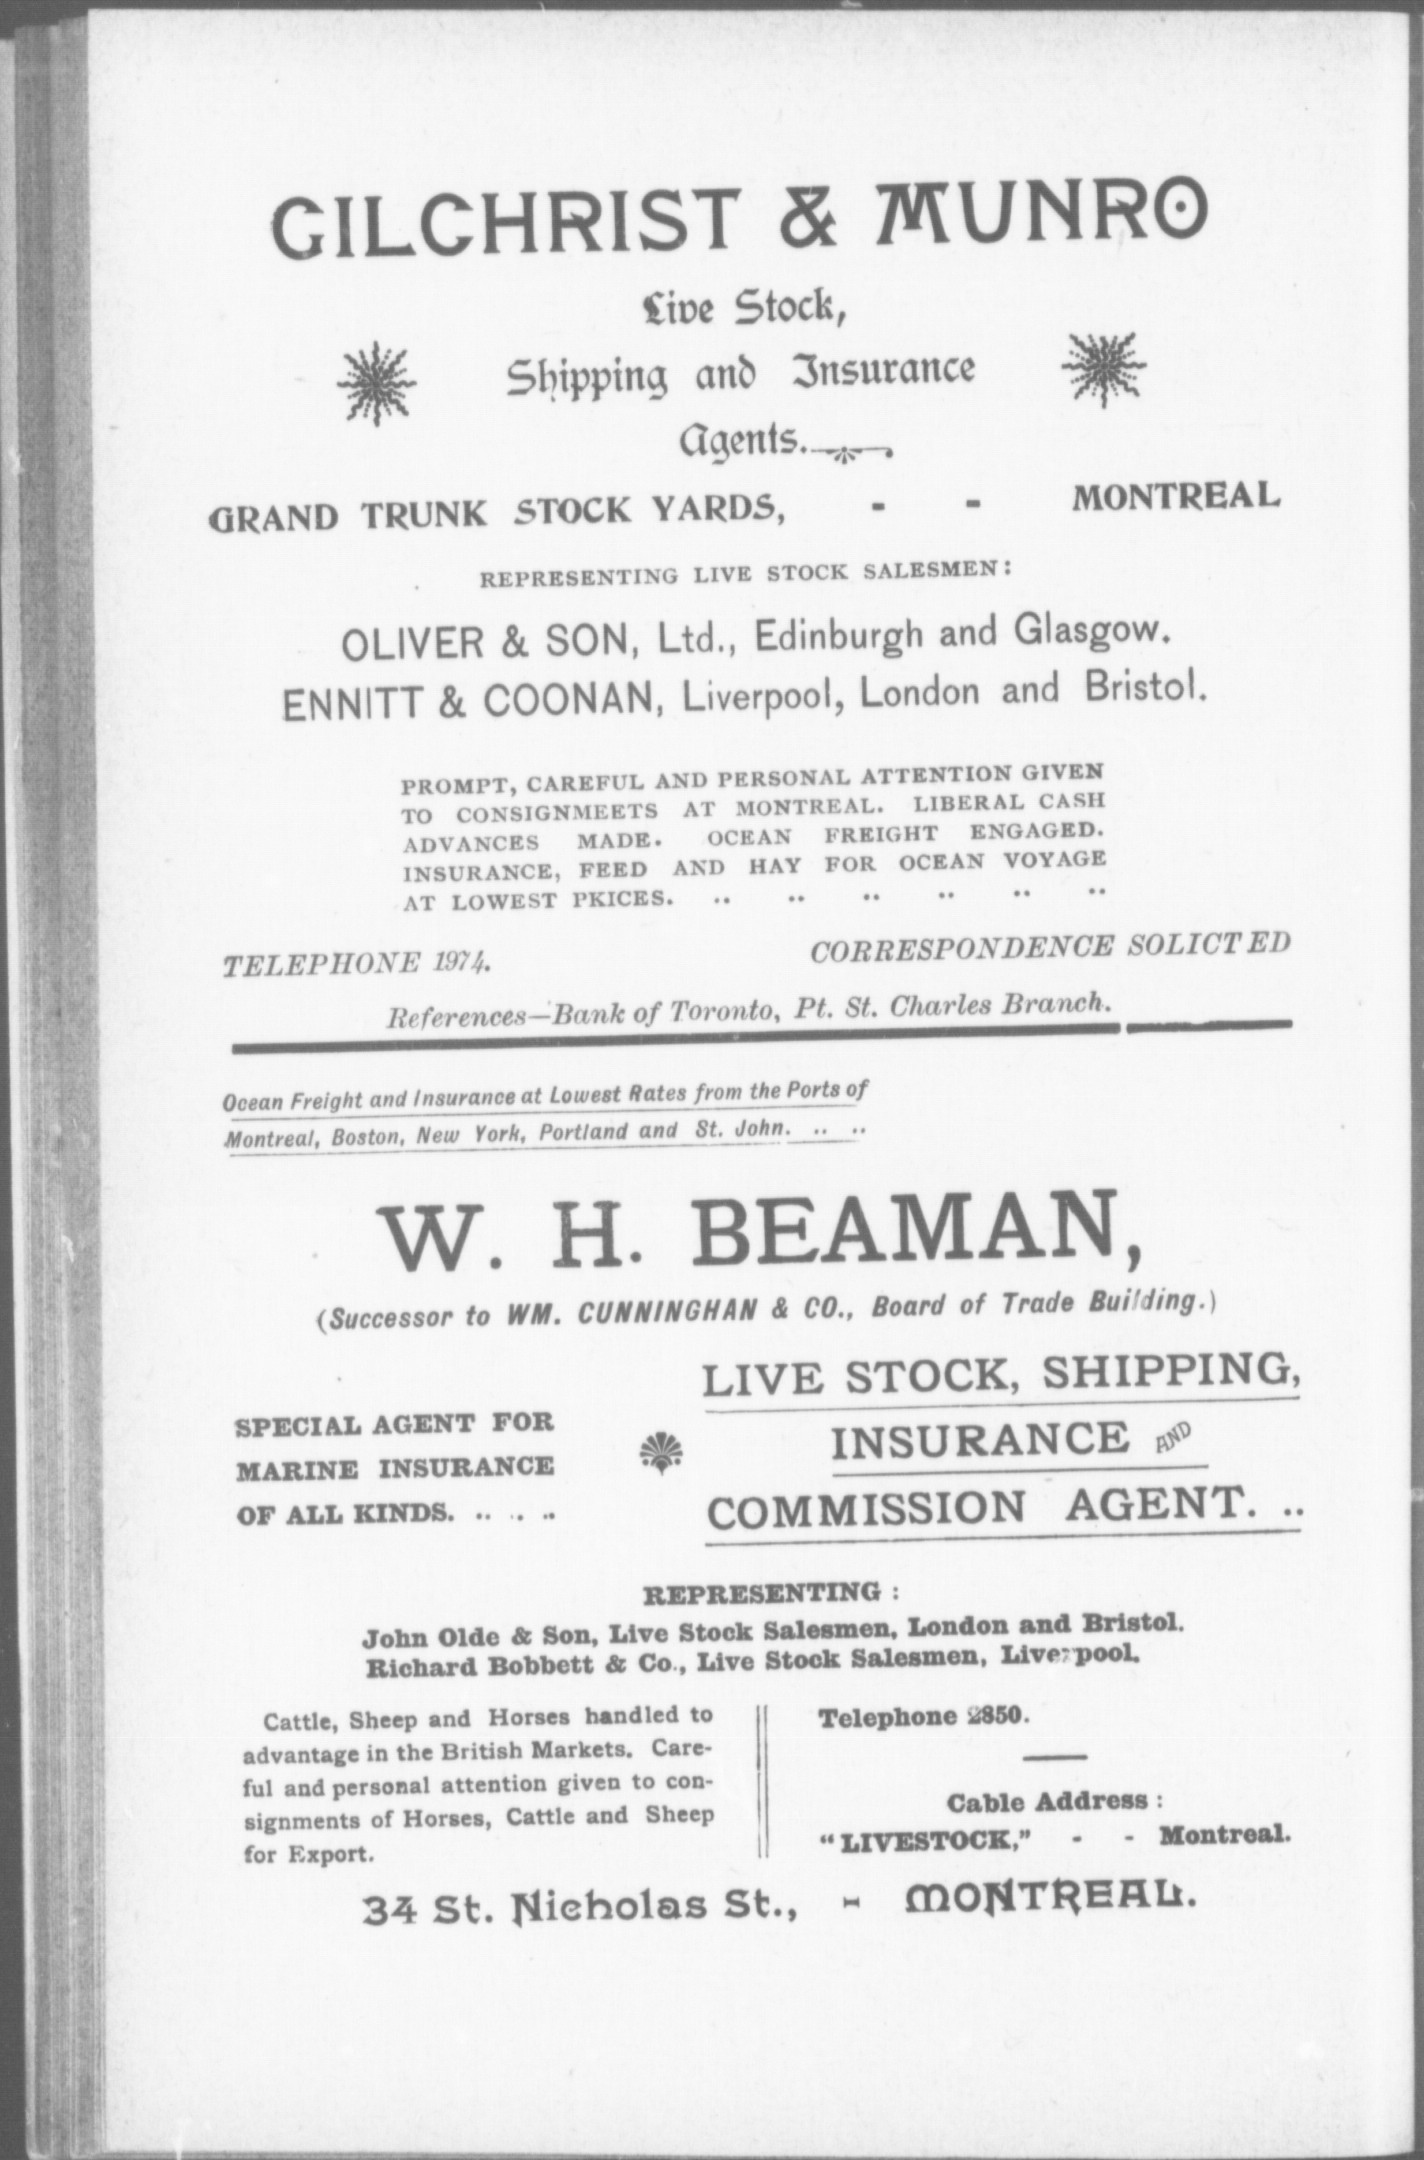 GILCHRIST & MUNRO
Live Stock,
Shipping and Insurance
Agents.
GRAND TRUNK STOCK YARDS, - - MONTREAL
REPRESENTING LIVE STOCK SALESMEN:
OLIVER & SON, Ltd., Edinburgh and Glasgow.
ENNITT & COONAN, Liverpool, London and Bristol.
PROMPT, CAREFUL AND PERSONAL ATTENTION GIVEN
TO CONSIGNMEETS AT MONTREAL. LIBERAL CASH
ADVANCES MADE. OCEAN FREIGHT ENGAGED.
INSURANCE, FEED AND HAY FOR OCEAN VOYAGE
AT LOWEST PKICES. .. .. .. .. .. ..
TELEPHONE 1974. CORRESPONDENCE SOLICTED
References—Bank of Toronto, Pt. St. Charles Branch.
Ocean Freight and Insurance at Lowest Rates from the Ports of
Montreal, Boston, New York, Portland and St. John. .. ..
W. H. BEAMAN,
(Successor to WM. CUNNINGHAN & CO., Board of Trade Building.)
SPECIAL AGENT FOR
MARINE INSURANCE
OF ALL KINDS. .. .. ..
LIVE STOCK, SHIPPING,
INSURANCE AND
COMMISSION AGENT. ..
REPRESENTING :
John Olde & Son, Live Stock Salesmen, London and Bristol.
Richard Bobbett & Co., Live Stock Salesmen, Liverpool.
Cattle, Sheep and Horses handled to
advantage in the British Markets. Care-
ful and personal attention given to con-
signments of Horses, Cattle and Sheep
for Export.
Telephone 2850.
Cable Address :
"LIVESTOCK," - - Montreal.
34 St. Nicholas St., - MONTREAL.